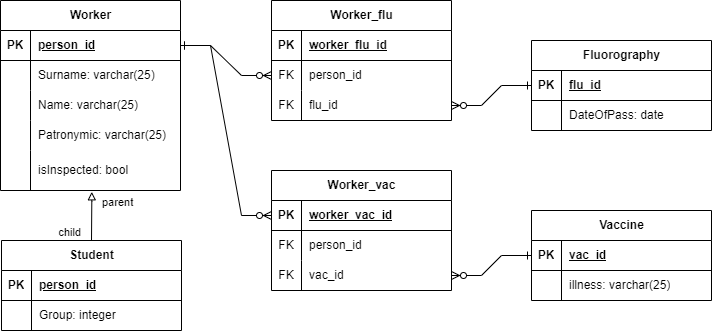 Worker
PK person_id
Surname: varchar(25)
Name: varchar(25)
Patronymic: varchar(25)
isInspected: bool
parent
child
Student
PK person_id
Group: integer
Worker_flu
PK worker_flu_id
FK person_id
FK flu_id
Worker_vac
PK worker_vac_id
FK person_id
FK vac_id
Fluorography
PK flu_id
DateOfPass: date
Vaccine
PK vac_id
illness: varchar(25)